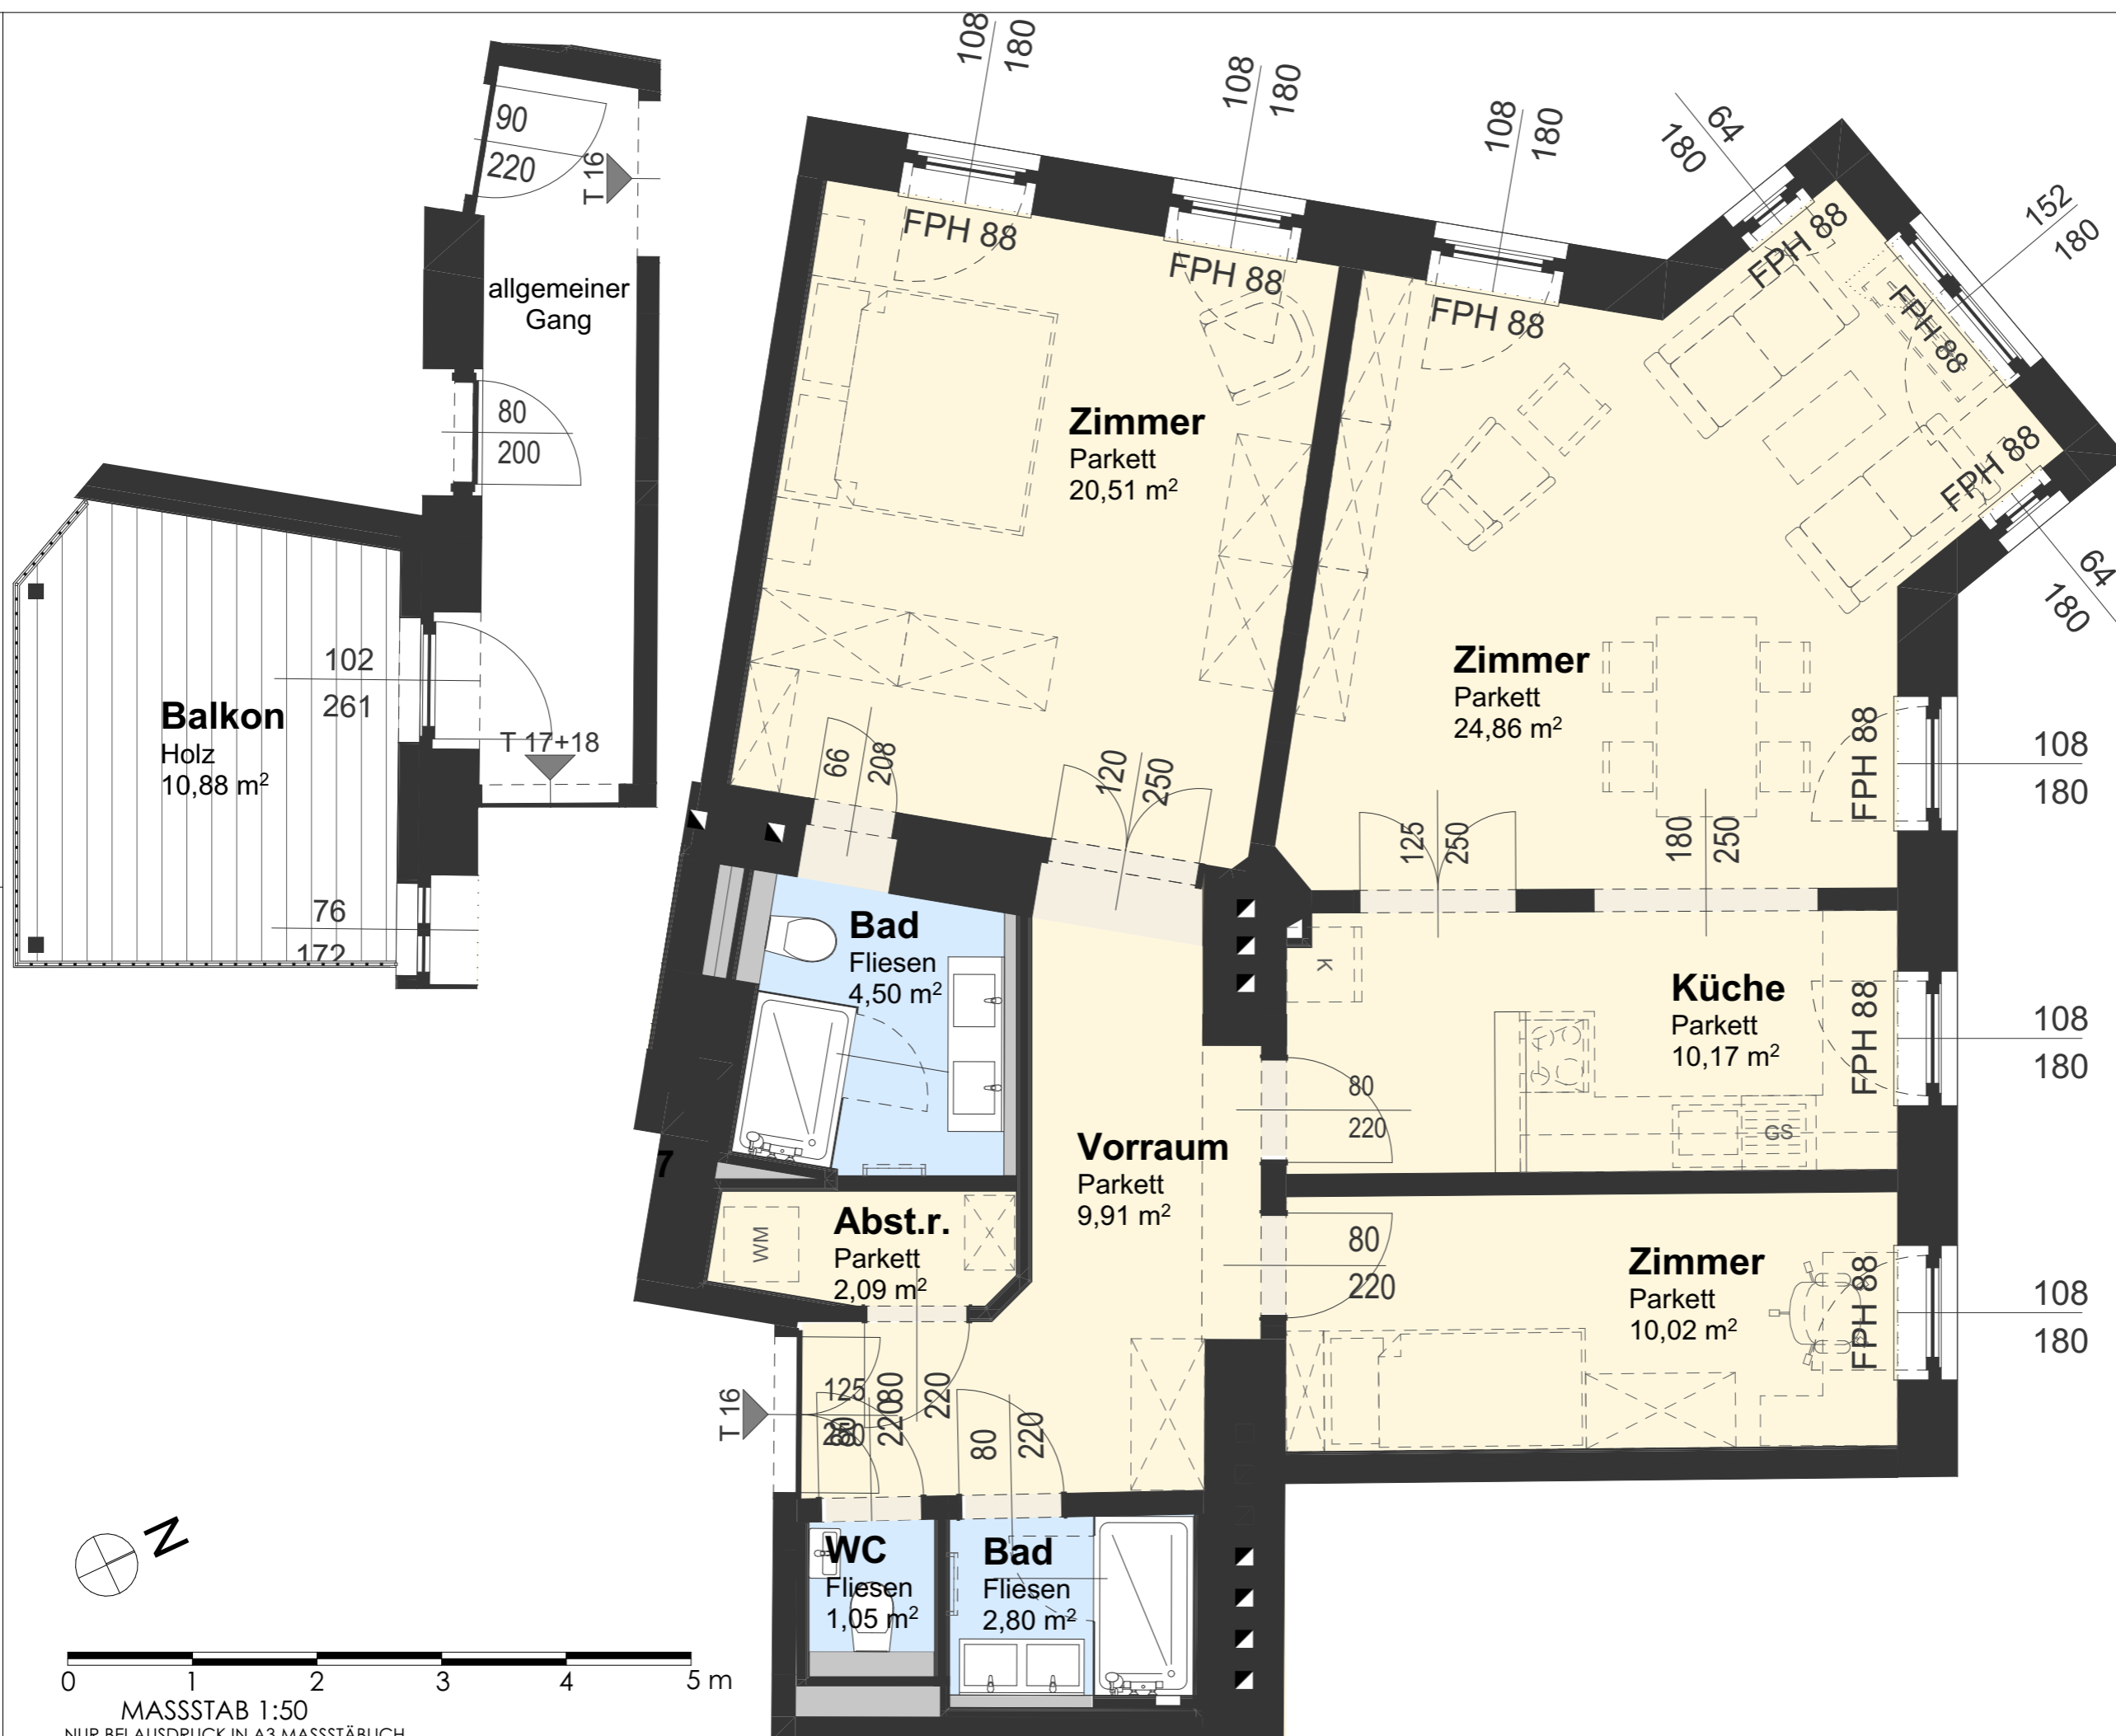 108
180
108
180
108
180
64
180
152
180
90
220
T 16
FPH 88
FPH 88
FPH 88
FPH 88
FPH 88
FPH 88
64
180
allgemeiner
Gang
80
200
Zimmer
Parkett
20,51 m²
Zimmer
Parkett
24,86 m²
102
261
Balkon
Holz
10,88 m²
T 17+18
76
172
66
208
120
250
125
250
180
250
FPH 88
108
180
Bad
Fliesen
4,50 m²
K
Küche
Parkett
10,17 m²
GS
FPH 88
108
180
80
220
Vorraum
Parkett
9,91 m²
7
Abst.r.
Parkett
2,09 m²
WM
80
220
Zimmer
Parkett
10,02 m²
FPH 88
108
180
T 16
125
80
220
220
80
220
WC
Fliesen
1,05 m²
Bad
Fliesen
2,80 m²
N
0 1 2 3 4 5 m
MASSSTAB 1:50
NUR BEI AUSDRUCK IN A3 MASSSTÄBLICH